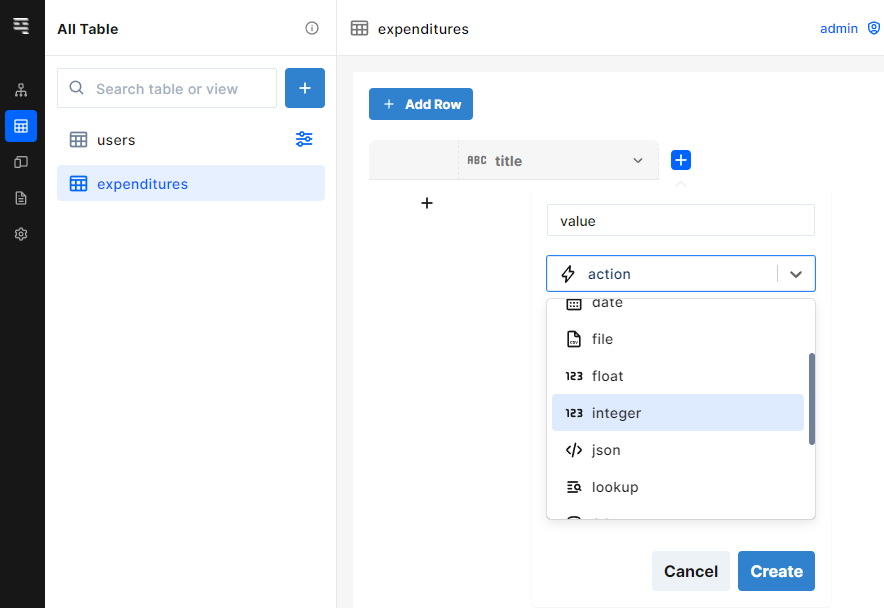 All Table
expenditures
admin
Search table or view
+
+ Add Row
users
ABC title
expenditures
value
action
date
file
123 float
123 integer
json
lookup
Cancel
Create